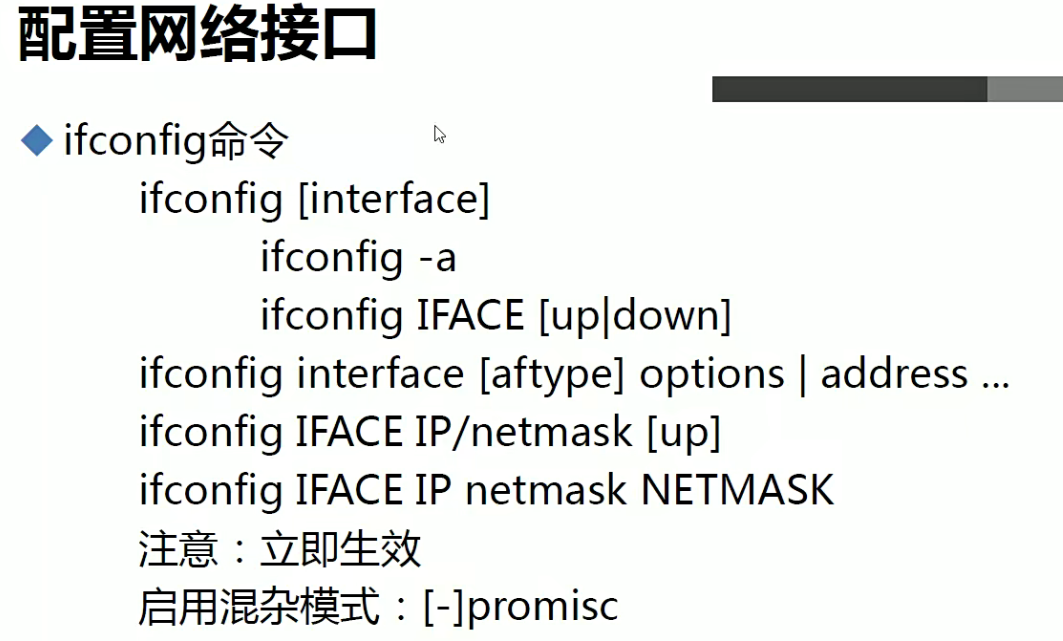 配置网络接口
ifconfig命令
ifconfig [interface]
ifconfig -a
ifconfig IFACE [up|down]
ifconfig interface [aftype] options | address ...
ifconfig IFACE IP/netmask [up]
ifconfig IFACE IP netmask NETMASK
注意：立即生效
启用混杂模式：[-]promisc